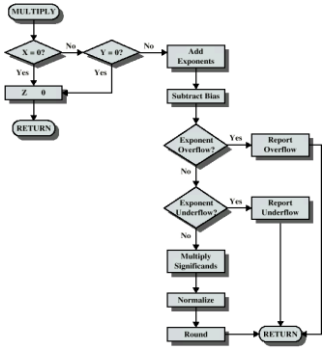 MULTIPLY
X = 0?
No
Y = 0?
No
Add
Exponents
Yes
Yes
Z 0
Subtract Bias
RETURN
Exponent
Overflow?
Yes
Report
Overflow
No
Exponent
Underflow?
Yes
Report
Underflow
No
Multiply
Significands
Normalize
Round
RETURN